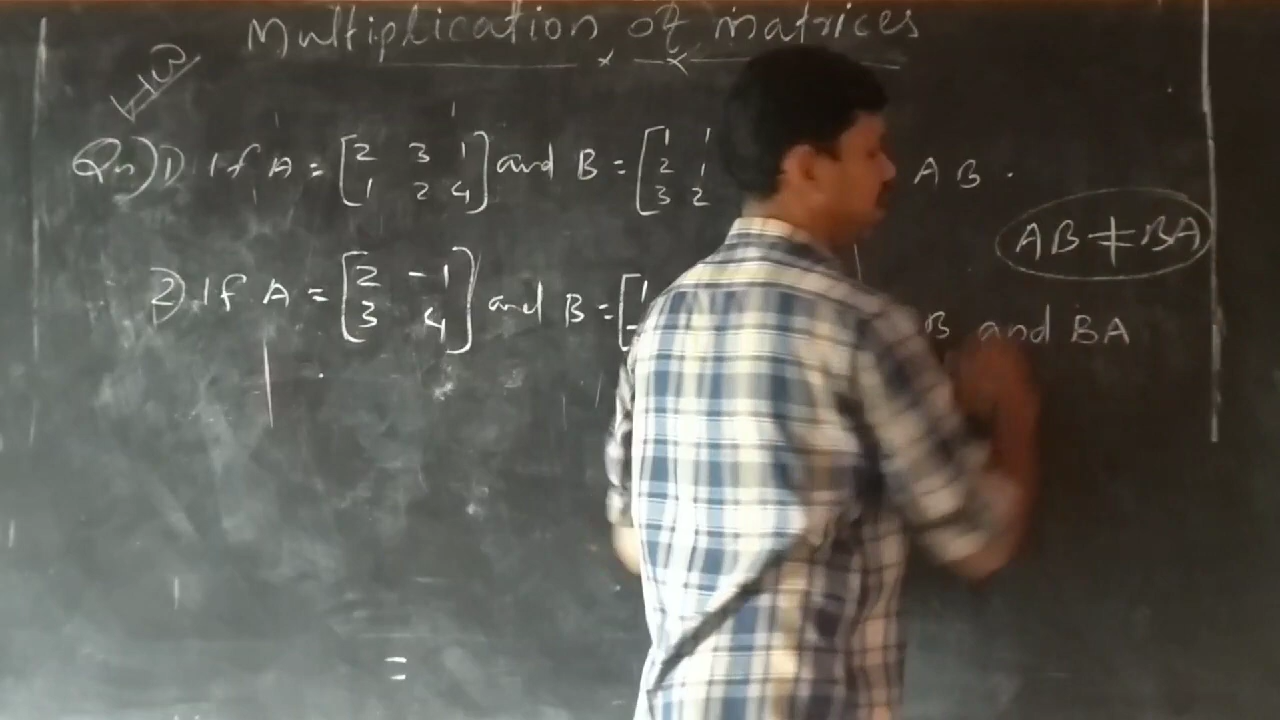 Multiplication of matrices
HW
Qn) 1) If A = [2 3 1 and B = [1 1 AB.
1 2 4] 2 1
3 2
AB ≠ BA
2) If A = [2 -1 and B = [1 B and BA
3 4] -
=